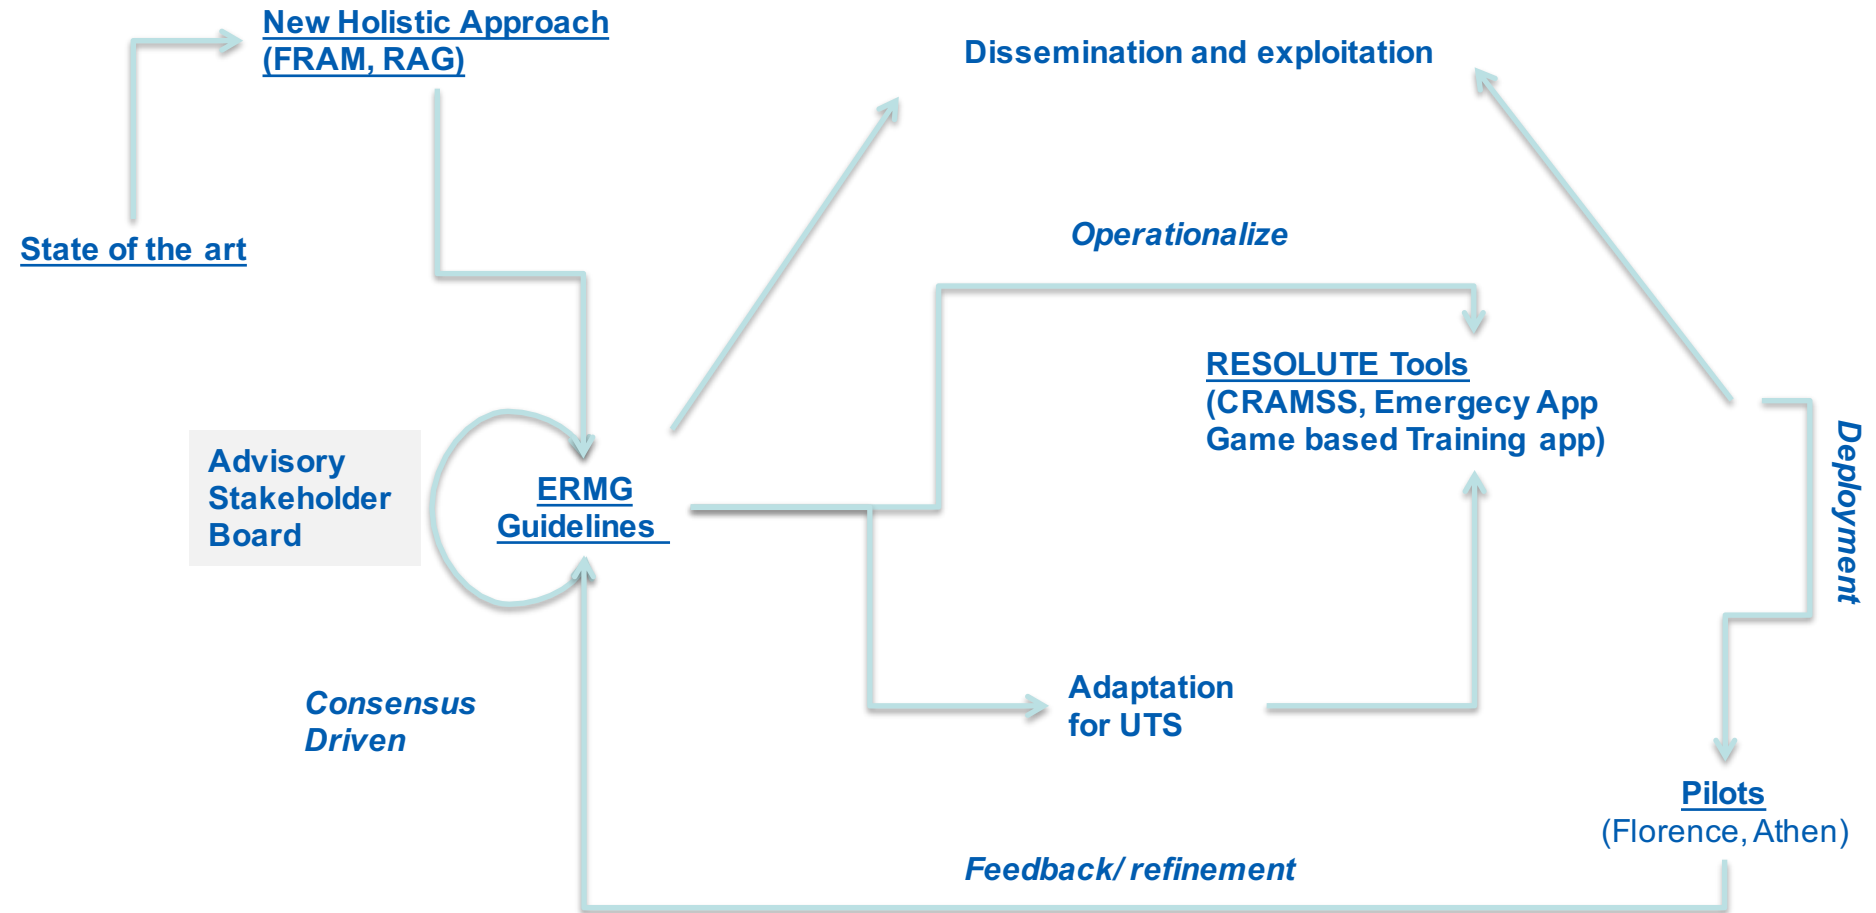 New Holistic Approach
(FRAM, RAG)
Dissemination and exploitation
State of the art
Operationalize
RESOLUTE Tools
(CRAMSS, Emergecy App
Game based Training app)
Deployment
Advisory
Stakeholder
Board
ERMG
Guidelines
Consensus
Driven
Adaptation
for UTS
Pilots
(Florence, Athen)
Feedback/ refinement